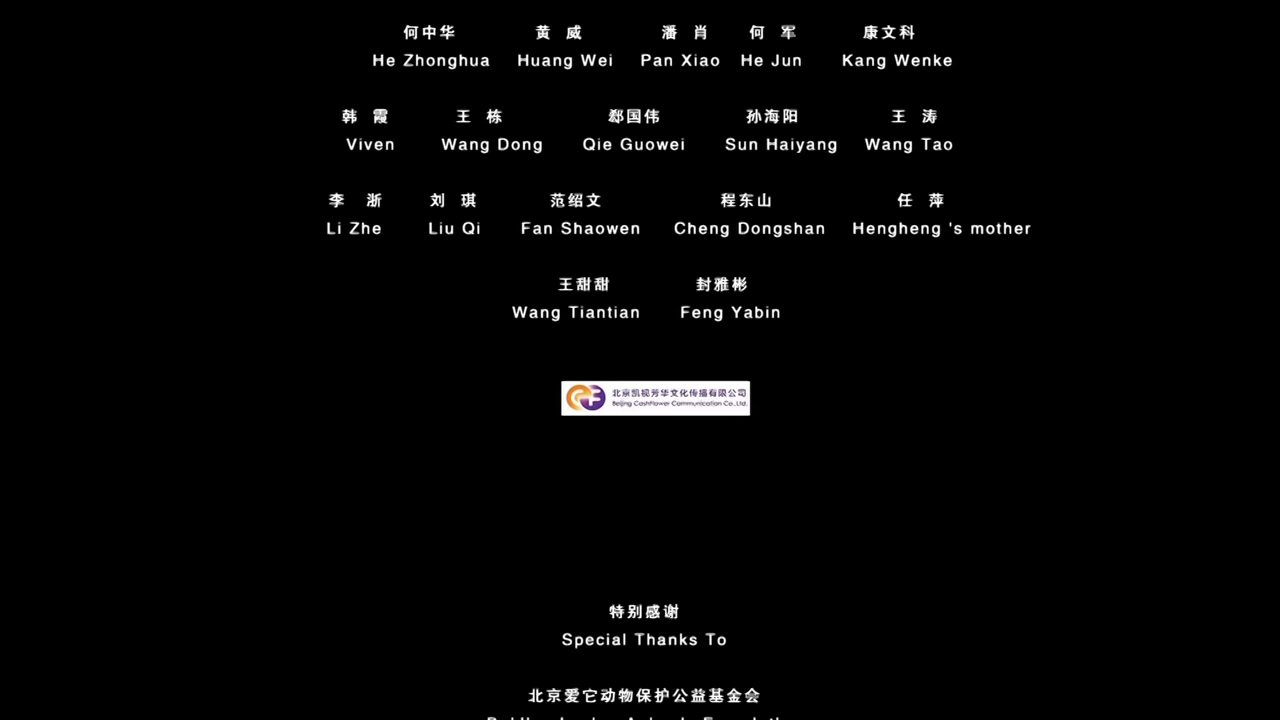 何中华 黄 威 潘 肖 何 军 康文科
He Zhonghua Huang Wei Pan Xiao He Jun Kang Wenke
韩 霞 王 栋 郄国伟 孙海阳 王 涛
Viven Wang Dong Qie Guowei Sun Haiyang Wang Tao
李 浙 刘 琪 范绍文 程东山 任 萍
Li Zhe Liu Qi Fan Shaowen Cheng Dongshan Hengheng 's mother
王甜甜 封雅彬
Wang Tiantian Feng Yabin
北京凯视芳华文化传播有限公司
Beijing CashFlower Communication Co.,Ltd.
特别感谢
Special Thanks To
北京爱它动物保护公益基金会